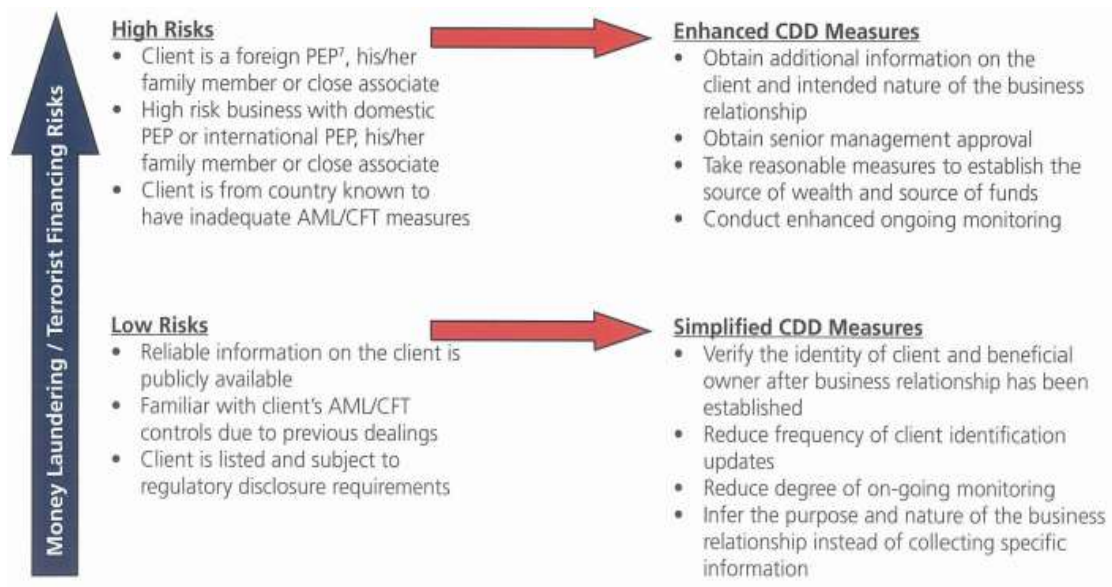 Money Laundering / Terrorist Financing Risks
High Risks
• Client is a foreign PEP⁷, his/her
family member or close associate
• High risk business with domestic
PEP or international PEP, his/her
family member or close associate
• Client is from country known to
have inadequate AML/CFT measures
Enhanced CDD Measures
• Obtain additional information on the
client and intended nature of the business
relationship
• Obtain senior management approval
• Take reasonable measures to establish the
source of wealth and source of funds
• Conduct enhanced ongoing monitoring
Low Risks
• Reliable information on the client is
publicly available
• Familiar with client's AML/CFT
controls due to previous dealings
• Client is listed and subject to
regulatory disclosure requirements
Simplified CDD Measures
• Verify the identity of client and beneficial
owner after business relationship has been
established
• Reduce frequency of client identification
updates
• Reduce degree of on-going monitoring
• Infer the purpose and nature of the business
relationship instead of collecting specific
information